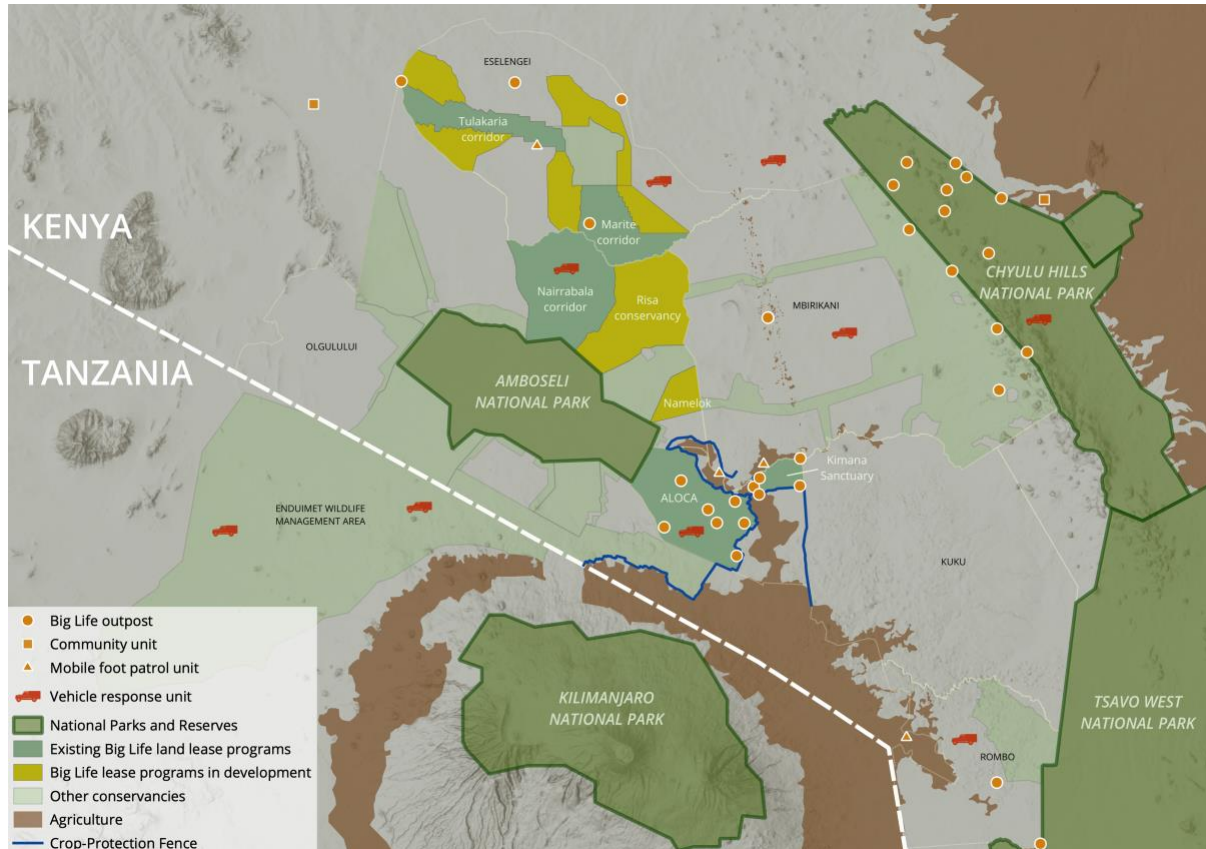 ESELENGEI
Tulakaria
corridor
KENYA
Marite
corridor
CHYULU HILLS
NATIONAL PARK
Nairrabala
corridor
Risa
conservancy
MBIRIKANI
OLGULULUI
TANZANIA
AMBOSELI
NATIONAL PARK
Namelok
Kimana
Sanctuary
ALOCA
ENDUIMET WILDLIFE
MANAGEMENT AREA
KUKU
KILIMANJARO
NATIONAL PARK
TSAVO WEST
NATIONAL PARK
ROMBO
Big Life outpost
Community unit
Mobile foot patrol unit
Vehicle response unit
National Parks and Reserves
Existing Big Life land lease programs
Big Life lease programs in development
Other conservancies
Agriculture
Crop-Protection Fence